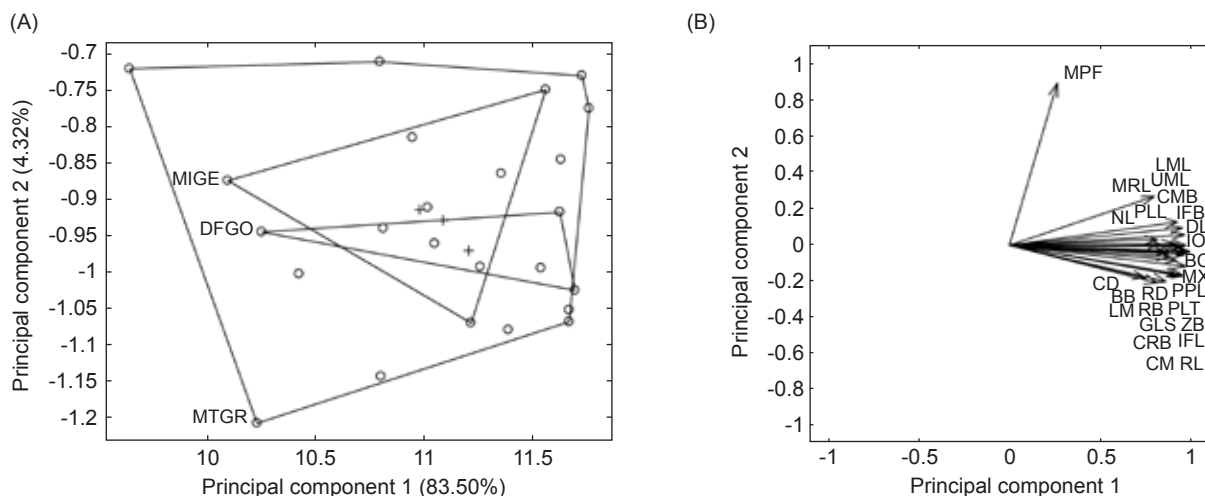 (A)
-0.7
-0.75
-0.8
-0.85
-0.9
-0.95
-1
-1.05
-1.1
-1.15
-1.2
Principal component 2 (4.32%)
MIGE
DFGO
MTGR
10
10.5
11
11.5
Principal component 1 (83.50%)
(B)
1
0.8
0.6
0.4
0.2
0
-0.2
-0.4
-0.6
-0.8
-1
Principal component 2
MPF
LML
MRL UML
CMB
NL PLL IFB
DL
IO
BC
CD MX
BB RD PPL
LM RB PLT
GLS ZB
CRB IFL
CM RL
-1
0
0.5
1
Principal component 1